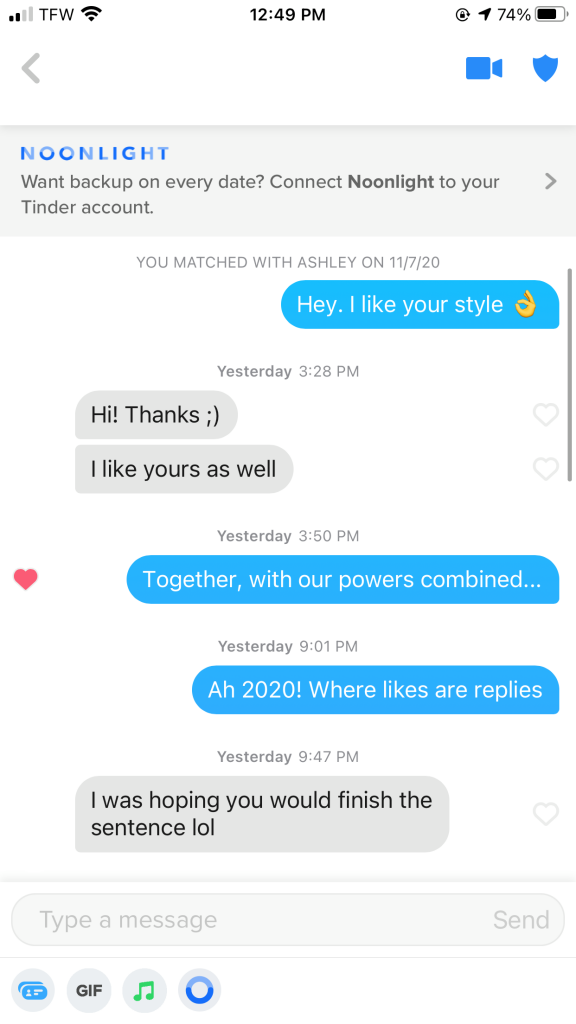 TFW 12:49 PM 74%
NOONLIGHT
Want backup on every date? Connect Noonlight to your
Tinder account.
YOU MATCHED WITH ASHLEY ON 11/7/20
Hey. I like your style 👌
Yesterday 3:28 PM
Hi! Thanks ;)
I like yours as well
Yesterday 3:50 PM
Together, with our powers combined...
Yesterday 9:01 PM
Ah 2020! Where likes are replies
Yesterday 9:47 PM
I was hoping you would finish the
sentence lol
Type a message Send
GIF